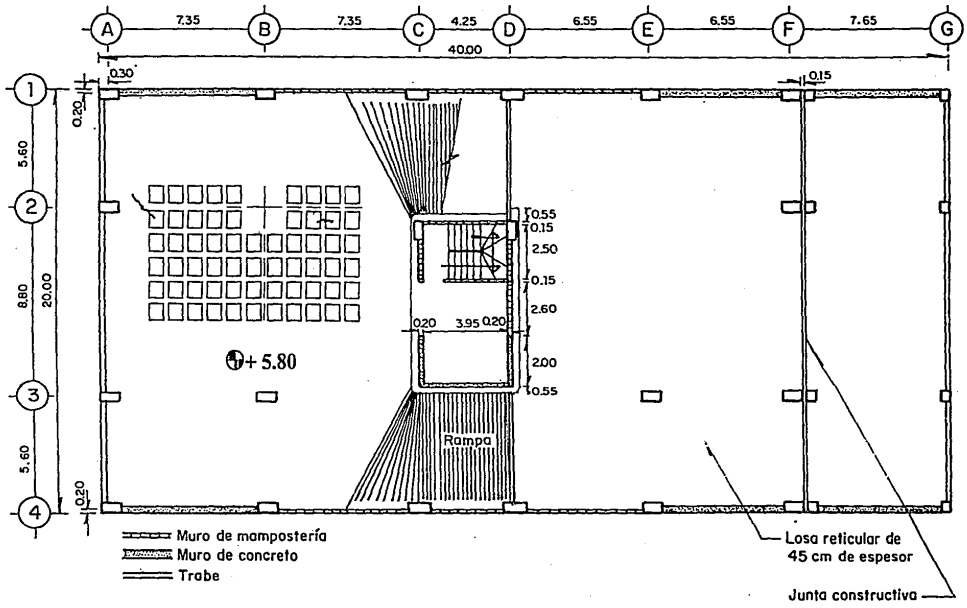 7.35 7.35 4.25 6.55 6.55 7.65
A B C D E F G
40.00
0.30 0.15
1
0.20
5.60
2
0.55
0.15
2.50
0.15
8.80 20.00
2.60
0.20 3.95 0.20
+ 5.80
2.00
0.55
3
Rampa
5.60
0.20
4
Muro de mampostería
Muro de concreto
Trabe
Losa reticular de
45 cm de espesor
Junta constructiva